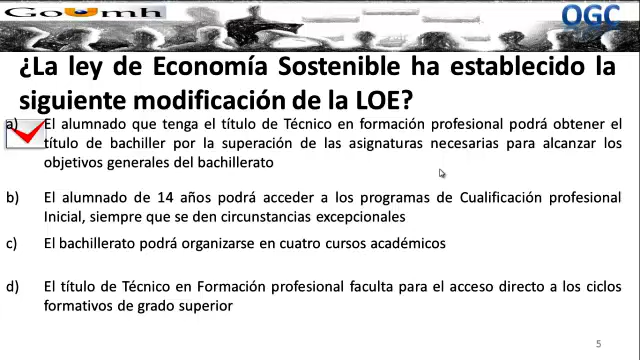 GoUmh
OGC
¿La ley de Economía Sostenible ha establecido la
siguiente modificación de la LOE?
a) El alumnado que tenga el título de Técnico en formación profesional podrá obtener el
título de bachiller por la superación de las asignaturas necesarias para alcanzar los
objetivos generales del bachillerato
b) El alumnado de 14 años podrá acceder a los programas de Cualificación profesional
Inicial, siempre que se den circunstancias excepcionales
c) El bachillerato podrá organizarse en cuatro cursos académicos
d) El título de Técnico en Formación profesional faculta para el acceso directo a los ciclos
formativos de grado superior
5